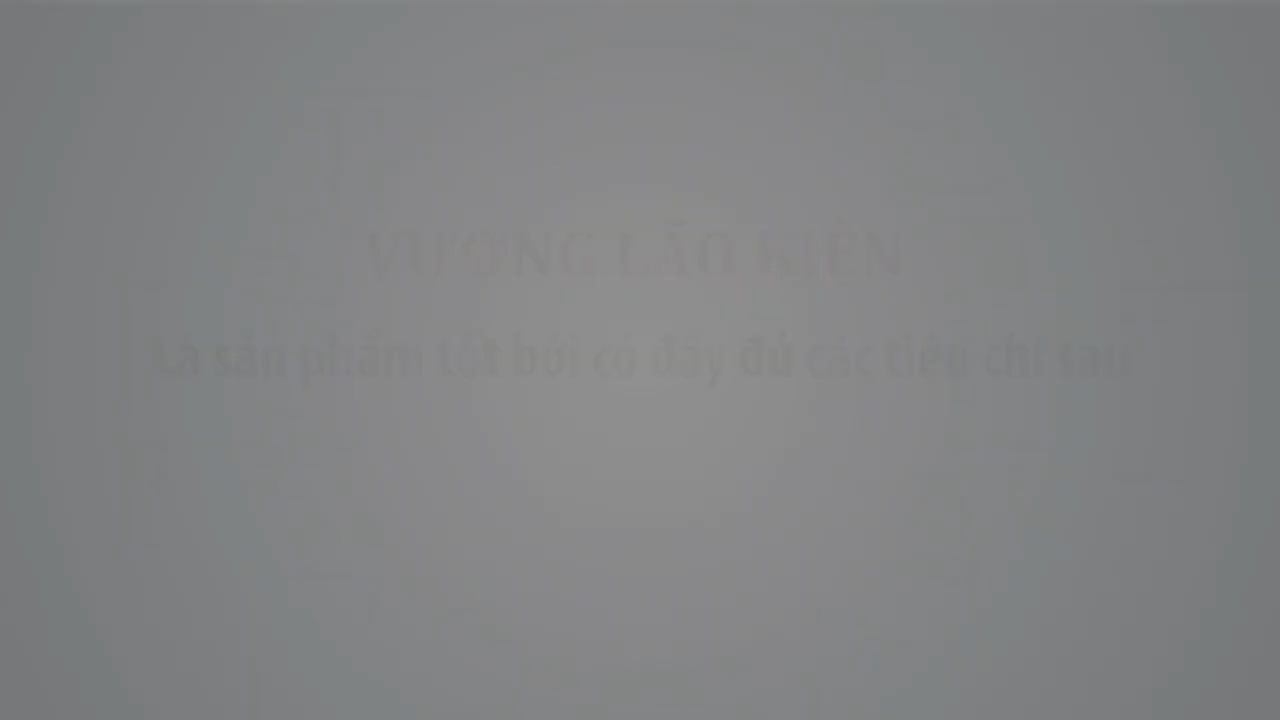 VƯƠNG LÃO KIỆN
Là sản phẩm tốt bởi có đầy đủ các tiêu chí sau